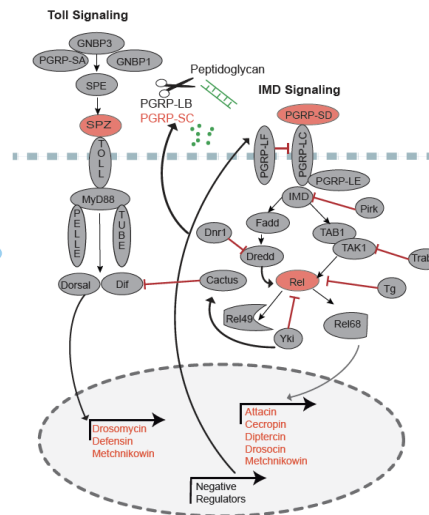 Toll Signaling
GNBP3
PGRP-SA
GNBP1
SPE
SPZ
TOLL
MyD88
PELLE
TUBE
Dorsal
Dif
Peptidoglycan
PGRP-LB
PGRP-SC
IMD Signaling
PGRP-SD
PGRP-LF
PGRP-LC
PGRP-LE
IMD
Pirk
Fadd
TAB1
Dnr1
TAK1
Dredd
Trab
Cactus
Rel
Tg
Rel49
Rel68
Yki
Drosomycin
Defensin
Metchnikowin
Attacin
Cecropin
Diptercin
Drosocin
Metchnikowin
Negative
Regulators